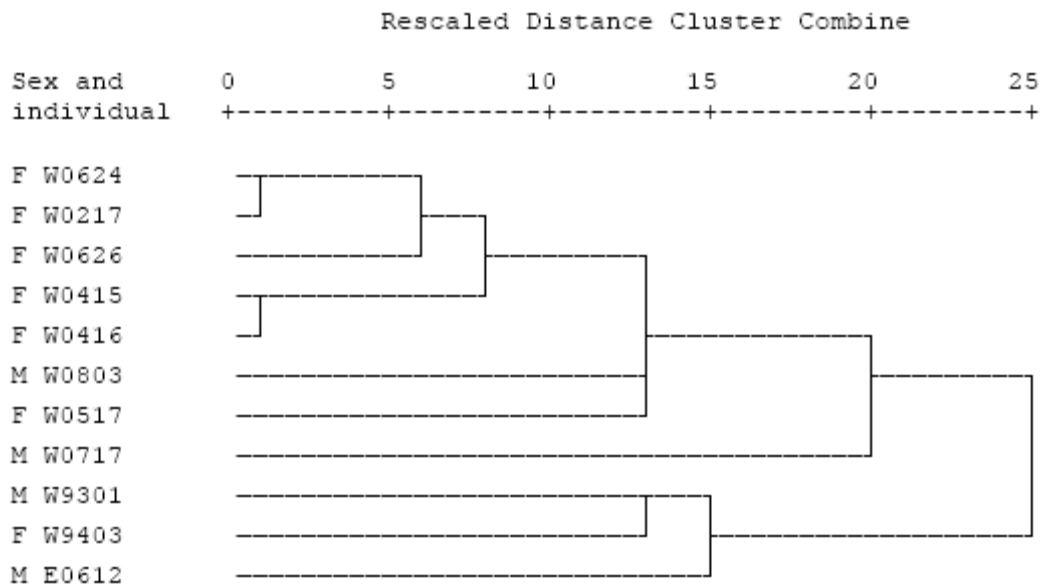 Rescaled Distance Cluster Combine
Sex and 0 5 10 15 20 25
individual +---------+---------+---------+---------+---------+
F W0624
F W0217
F W0626
F W0415
F W0416
M W0803
F W0517
M W0717
M W9301
F W9403
M E0612